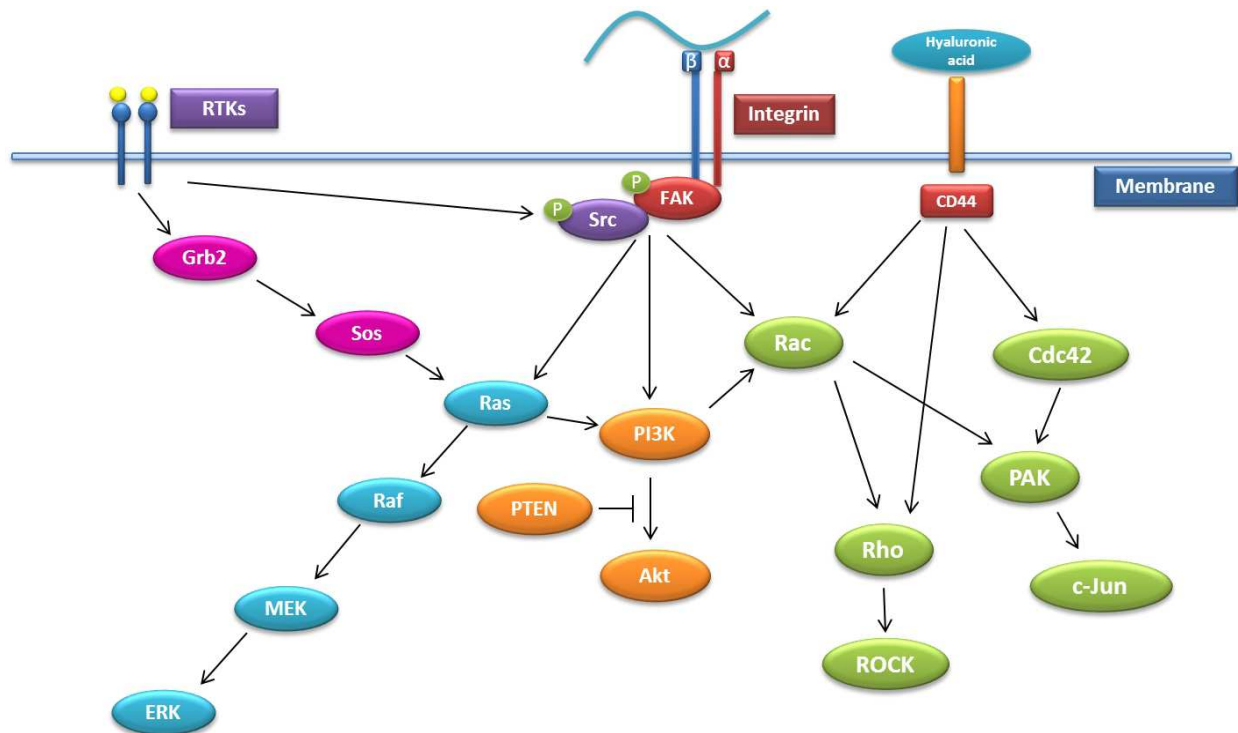 Hyaluronic
acid
β
α
RTKs
Integrin
Membrane
P
FAK
P
Src
CD44
Grb2
Sos
Rac
Cdc42
Ras
PI3K
PAK
Raf
PTEN
Rho
Akt
c-Jun
MEK
ROCK
ERK